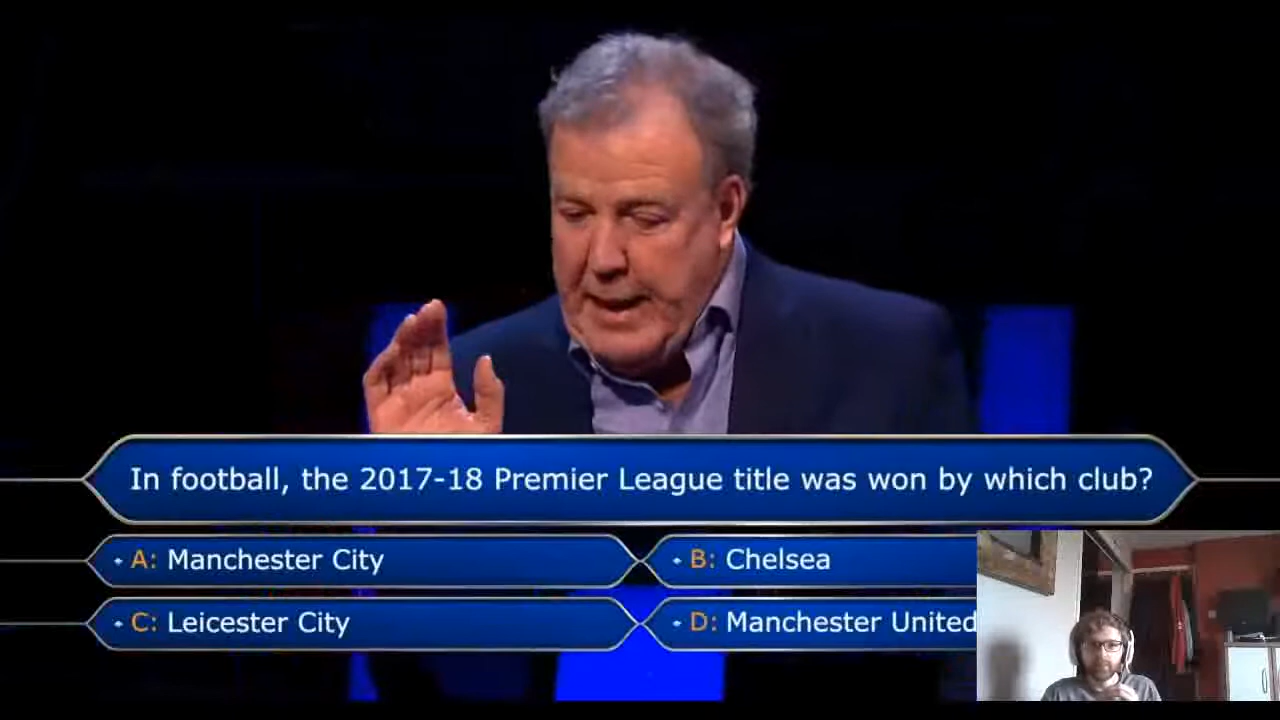 In football, the 2017-18 Premier League title was won by which club?
A: Manchester City
B: Chelsea
C: Leicester City
D: Manchester United